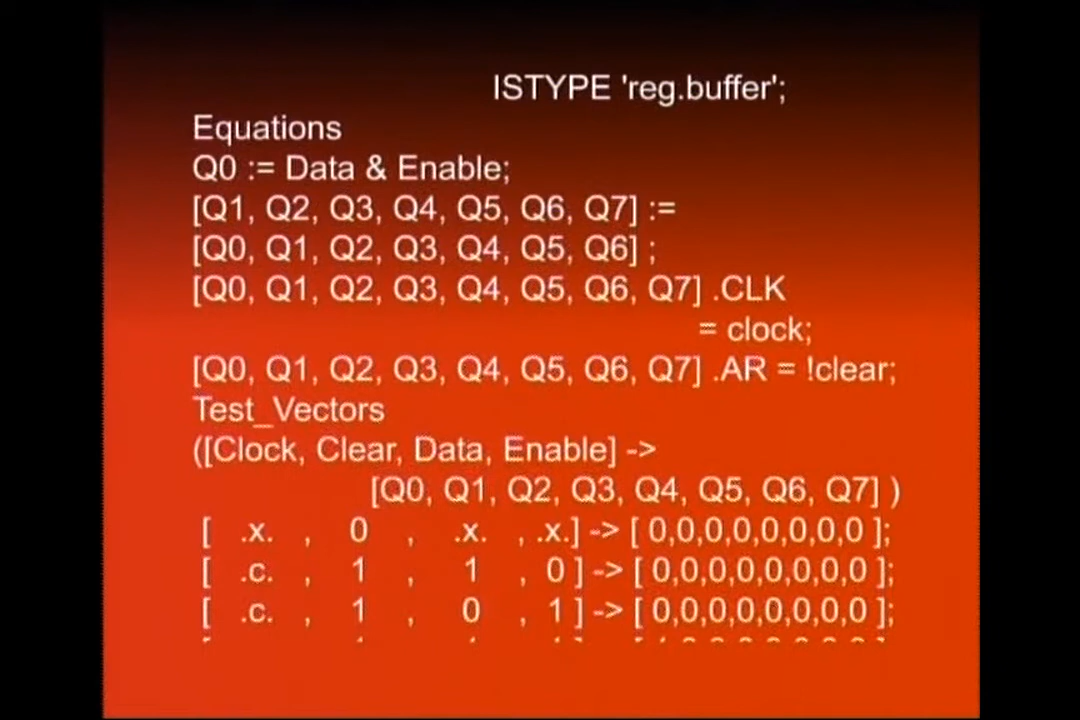 ISTYPE 'reg.buffer';
Equations
Q0 := Data & Enable;
[Q1, Q2, Q3, Q4, Q5, Q6, Q7] :=
[Q0, Q1, Q2, Q3, Q4, Q5, Q6] ;
[Q0, Q1, Q2, Q3, Q4, Q5, Q6, Q7] .CLK
= clock;
[Q0, Q1, Q2, Q3, Q4, Q5, Q6, Q7] .AR = !clear;
Test_Vectors
([Clock, Clear, Data, Enable] ->
[Q0, Q1, Q2, Q3, Q4, Q5, Q6, Q7] )
[ .x. , 0 , .x. , .x.] -> [ 0,0,0,0,0,0,0,0 ];
[ .c. , 1 , 1 , 0 ] -> [ 0,0,0,0,0,0,0,0 ];
[ .c. , 1 , 0 , 1 ] -> [ 0,0,0,0,0,0,0,0 ];